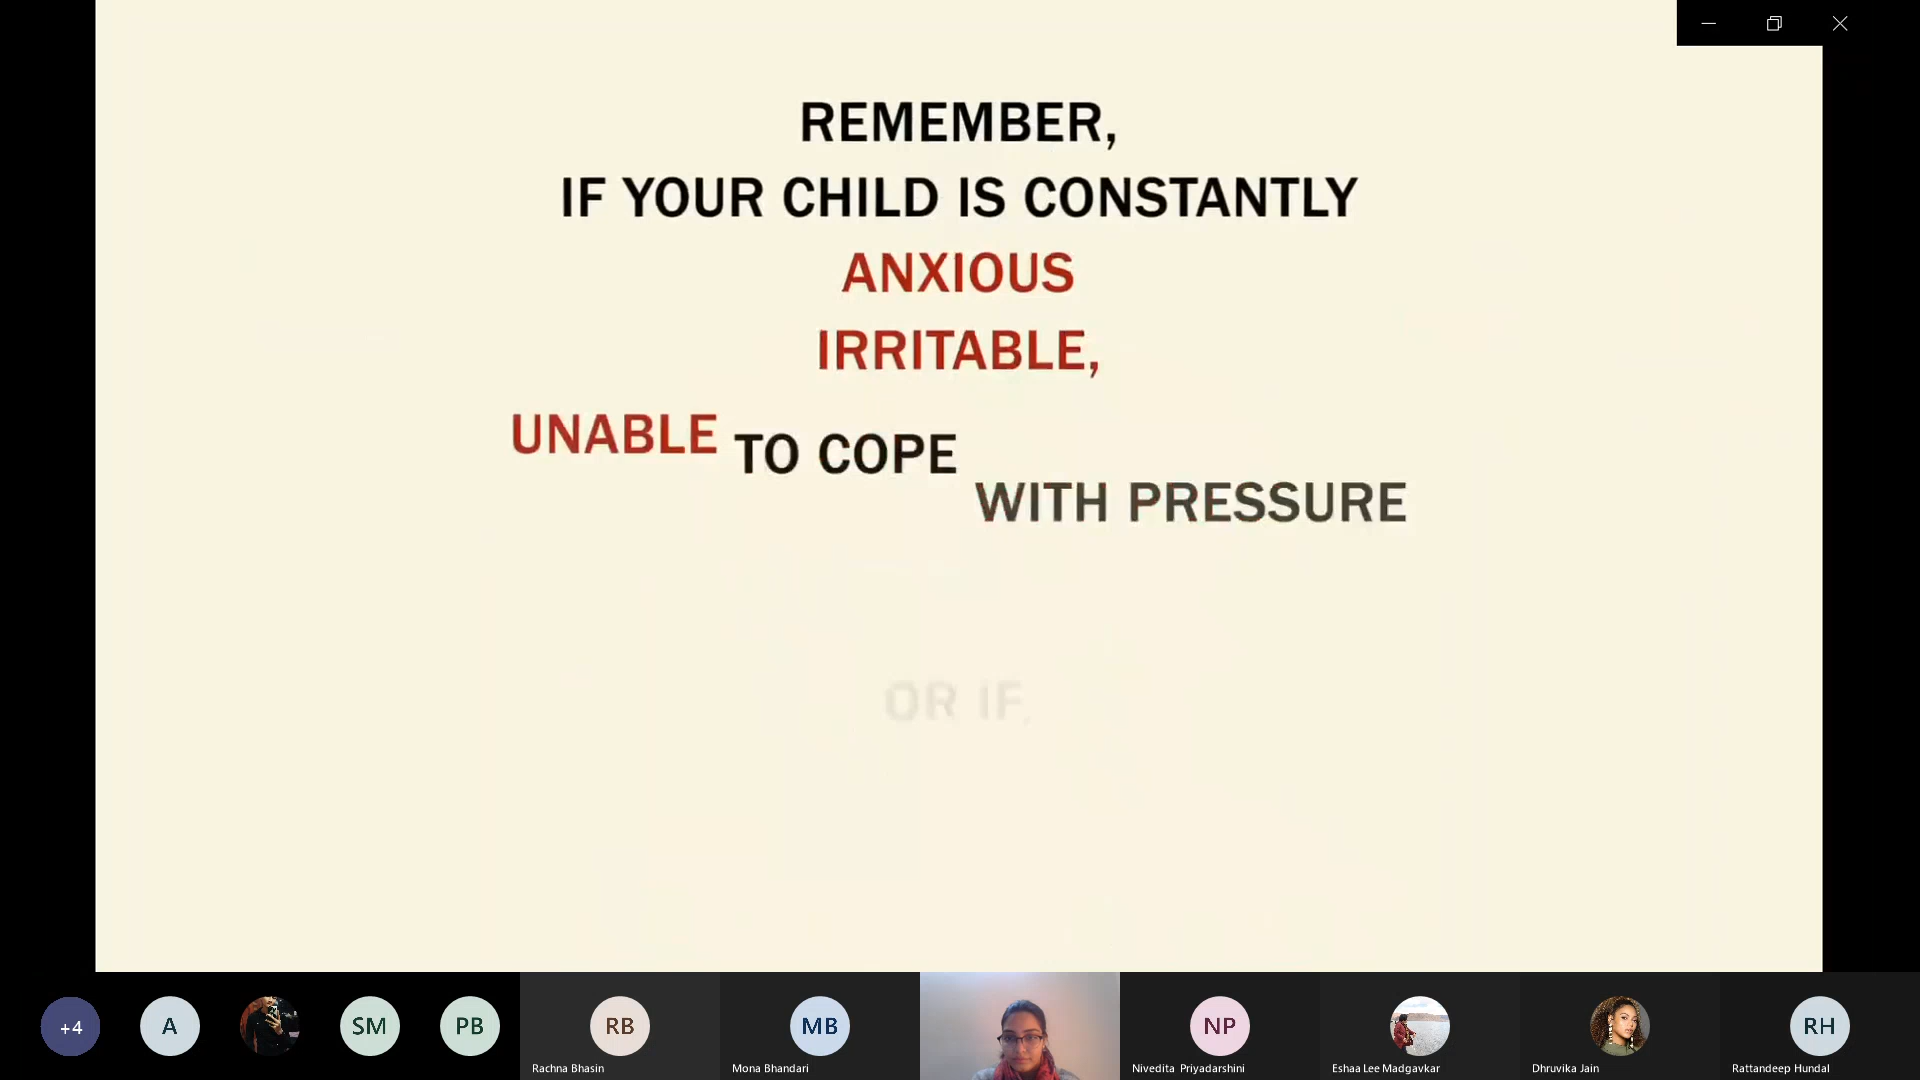 REMEMBER,
IF YOUR CHILD IS CONSTANTLY
ANXIOUS
IRRITABLE,
UNABLE TO COPE WITH PRESSURE
OR IF,
+4
A
SM
PB
RB
MB
NP
RH
Rachna Bhasin
Mona Bhandari
Nivedita Priyadarshini
Eshaa Lee Madgavkar
Dhruvika Jain
Rattandeep Hundal